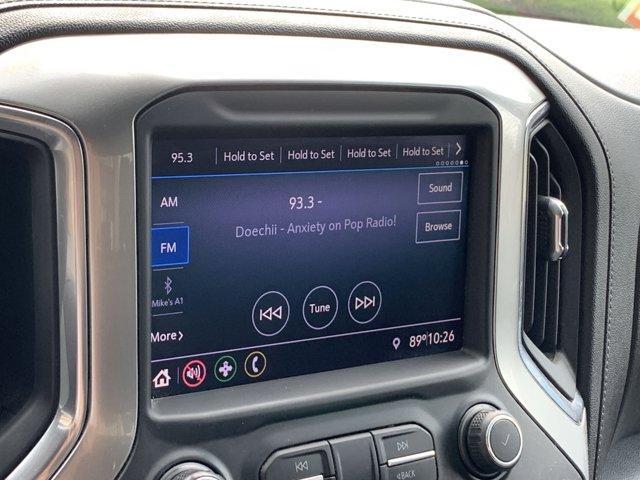 95.3 Hold to Set Hold to Set Hold to Set Hold to Set
AM 93.3 - Sound
Doechii - Anxiety on Pop Radio!
FM Browse
Mike's A1
Tune
More
89° 10:26
BACK